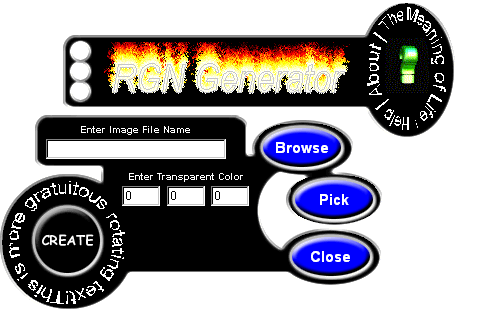 RGN Generator
About | The Meaning of Life | Help |
Enter Image File Name
Browse
Enter Transparent Color
0 0 0
Pick
This is more gratuitous rotating text!
CREATE
Close